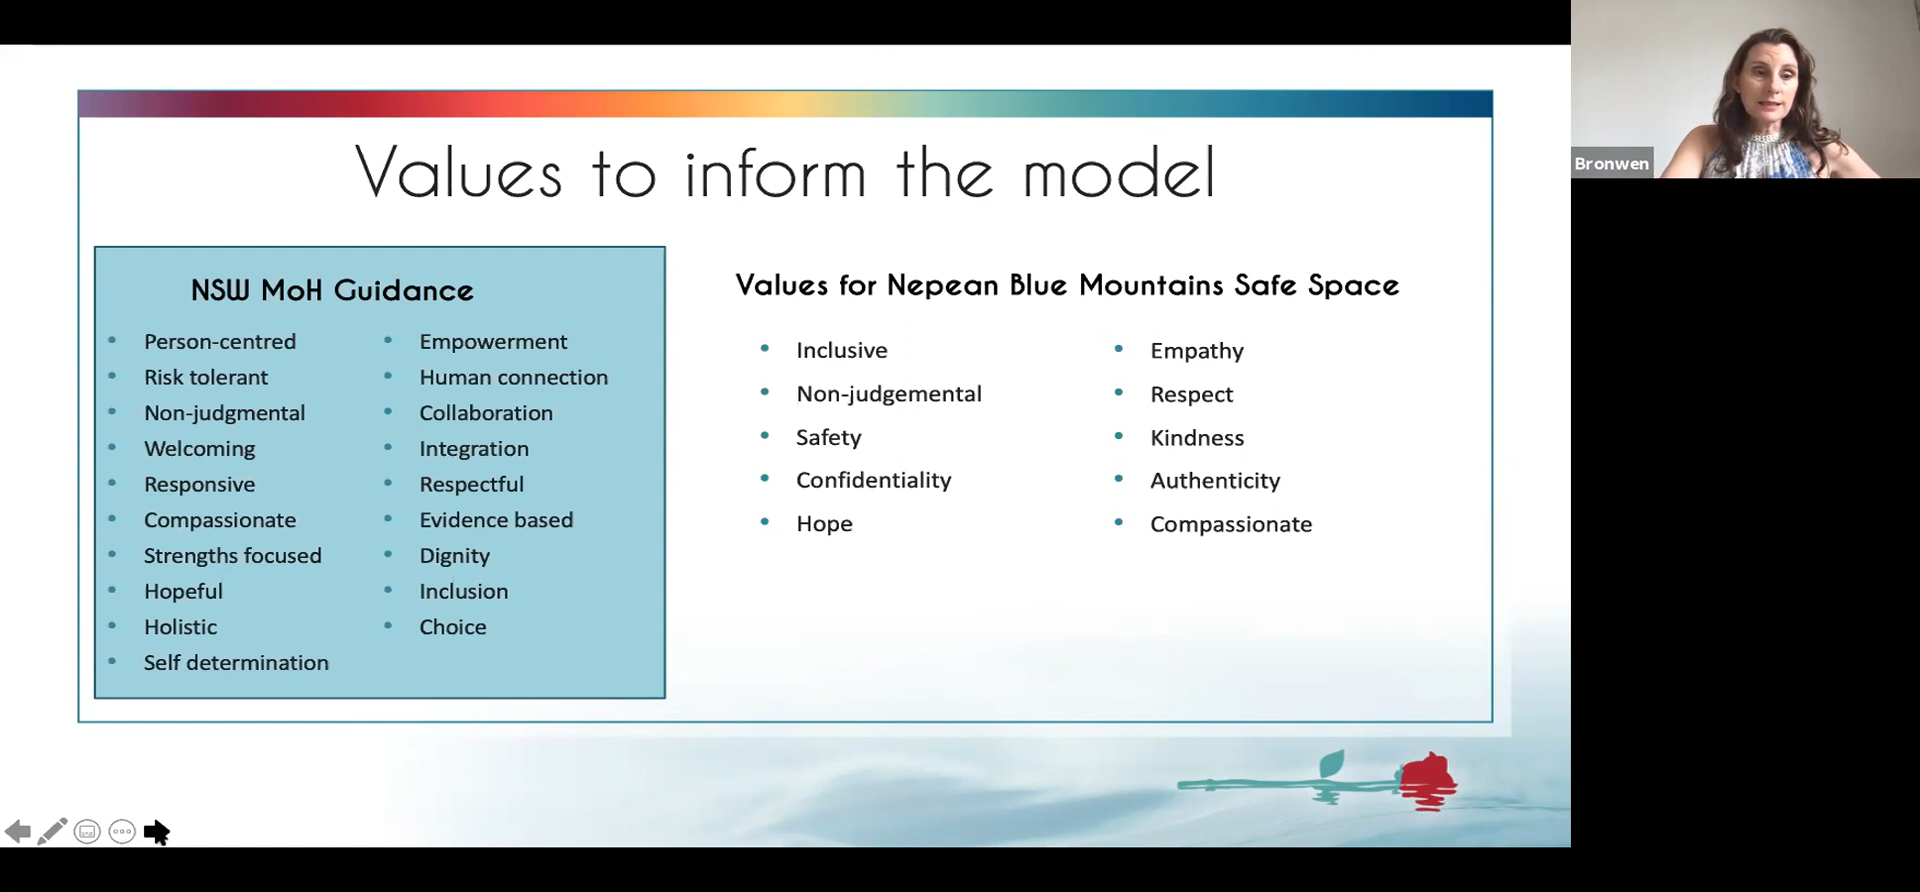 Values to inform the model
NSW MoH Guidance
Person-centred
Risk tolerant
Non-judgmental
Welcoming
Responsive
Compassionate
Strengths focused
Hopeful
Holistic
Self determination
Empowerment
Human connection
Collaboration
Integration
Respectful
Evidence based
Dignity
Inclusion
Choice
Values for Nepean Blue Mountains Safe Space
Inclusive
Non-judgemental
Safety
Confidentiality
Hope
Empathy
Respect
Kindness
Authenticity
Compassionate
Bronwen